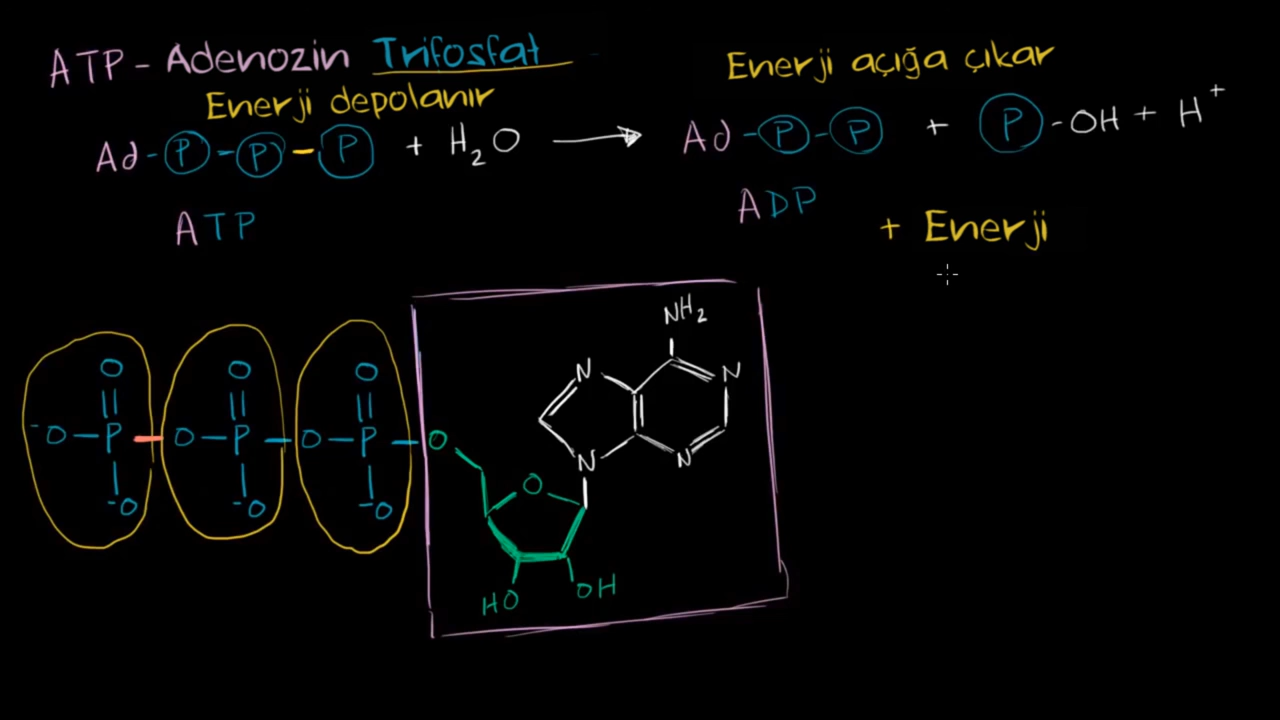 ATP - Adenozin Trifosfat
Enerji depolanır
Enerji açığa çıkar
Ad - P - P - P + H₂O → Ad - P - P + P - OH + H⁺
ATP
ADP
+ Enerji
NH₂
O O O N N
⁻O - P - O - P - O - P - O
N N
⁻O ⁻O ⁻O O
HO OH